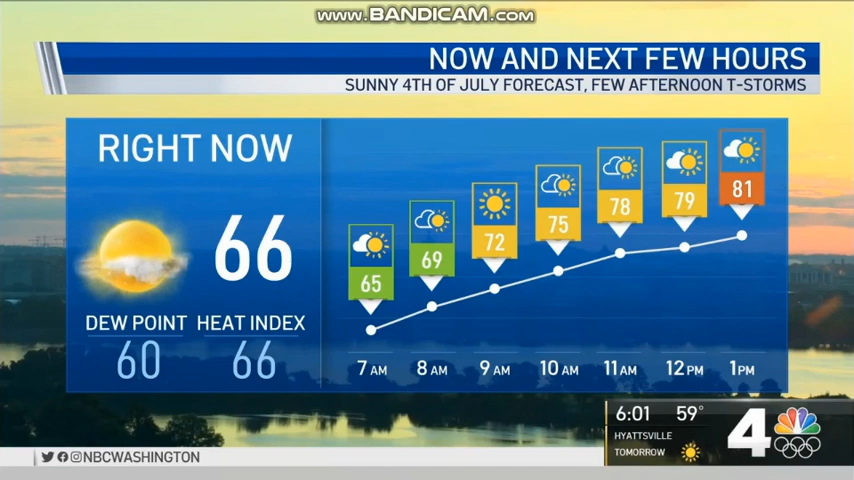 www.BANDICAM.com
NOW AND NEXT FEW HOURS
SUNNY 4TH OF JULY FORECAST, FEW AFTERNOON T-STORMS
RIGHT NOW
66
DEW POINT HEAT INDEX
60 66
65 69 72 75 78 79 81
7 AM 8 AM 9 AM 10 AM 11 AM 12 PM 1 PM
6:01 59°
HYATTSVILLE
TOMORROW
4
@NBCWASHINGTON